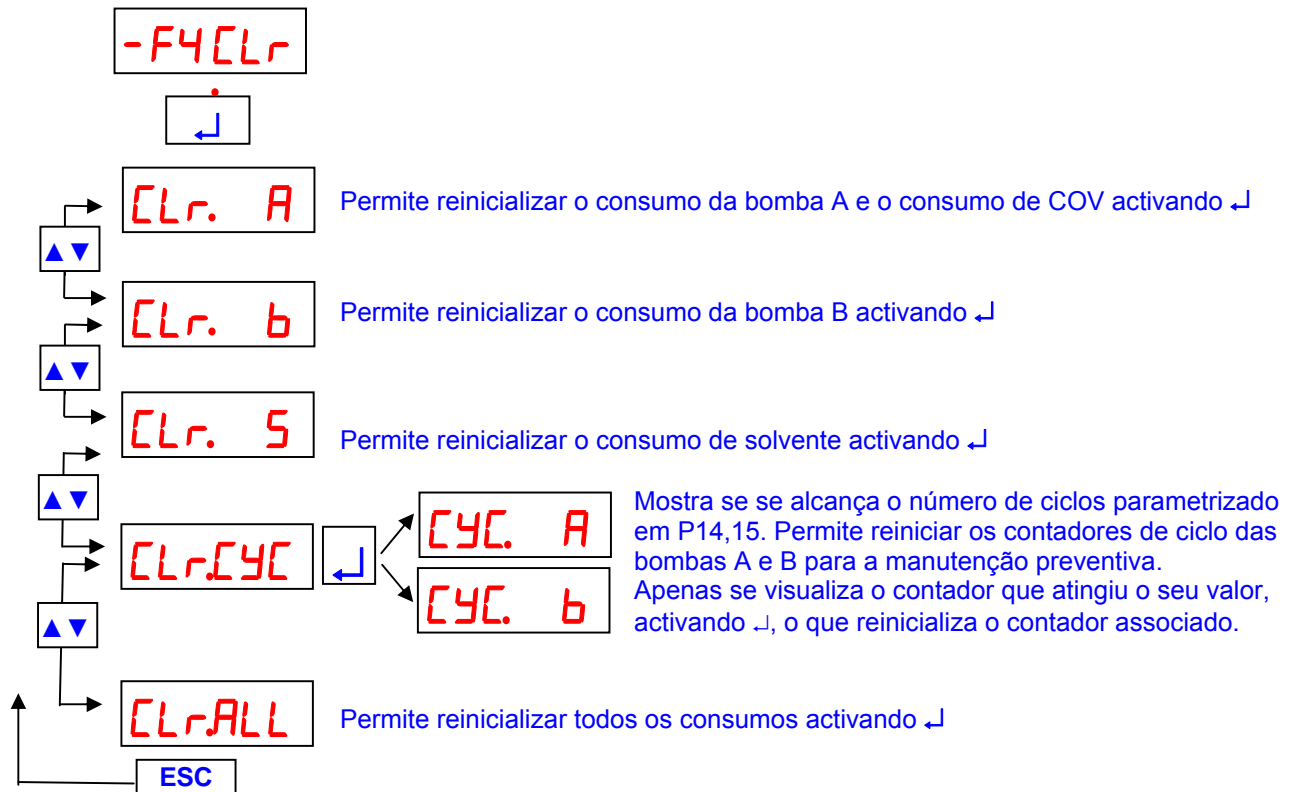 -F4CLr
↵
CLr. A
Permite reinicializar o consumo da bomba A e o consumo de COV activando ↵
▲▼
CLr. b
Permite reinicializar o consumo da bomba B activando ↵
▲▼
CLr. S
Permite reinicializar o consumo de solvente activando ↵
▲▼
CLr.CYC
↵
CYC. A
CYC. b
Mostra se se alcança o número de ciclos parametrizado
em P14,15. Permite reiniciar os contadores de ciclo das
bombas A e B para a manutenção preventiva.
Apenas se visualiza o contador que atingiu o seu valor,
activando ↵, o que reinicializa o contador associado.
▲▼
CLr.ALL
Permite reinicializar todos os consumos activando ↵
ESC